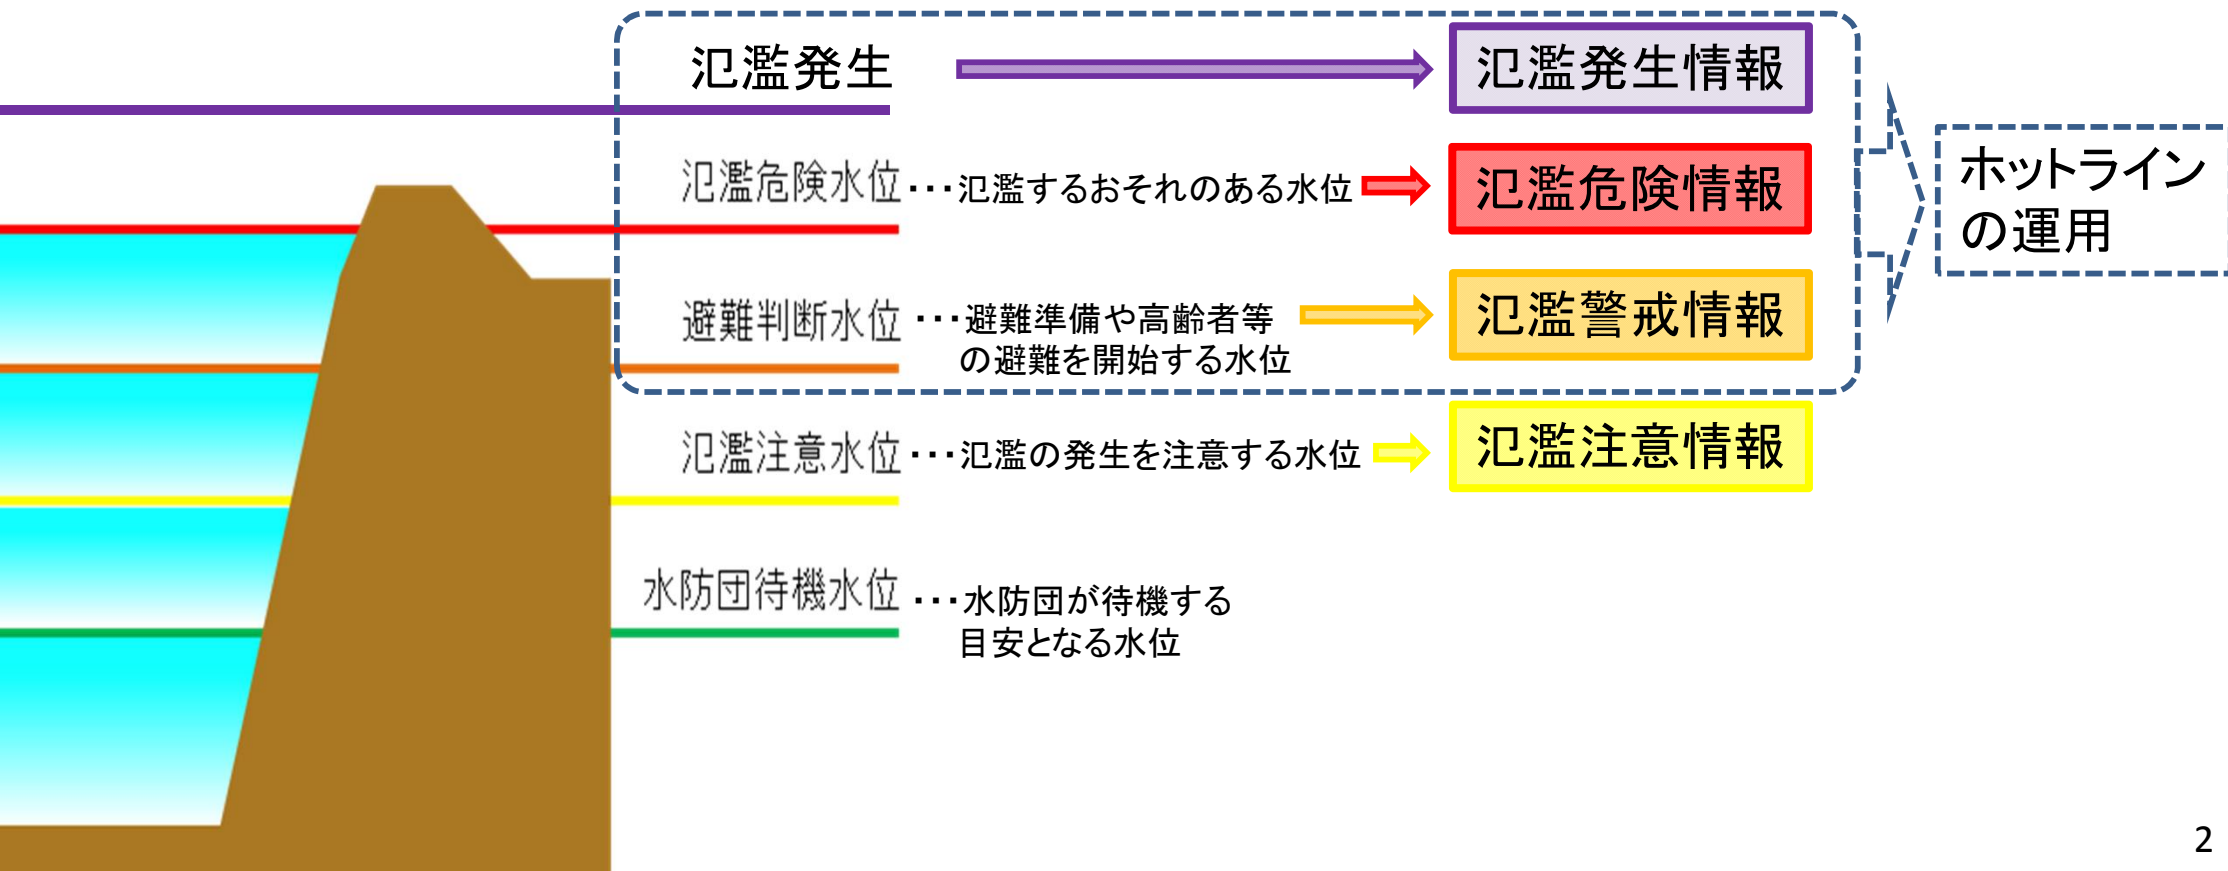 氾濫発生
氾濫発生情報
氾濫危険水位
・・・氾濫するおそれのある水位
氾濫危険情報
ホットライン
の運用
避難判断水位
・・・避難準備や高齢者等
の避難を開始する水位
氾濫警戒情報
氾濫注意水位
・・・氾濫の発生を注意する水位
氾濫注意情報
水防団待機水位
・・・水防団が待機する
目安となる水位
2